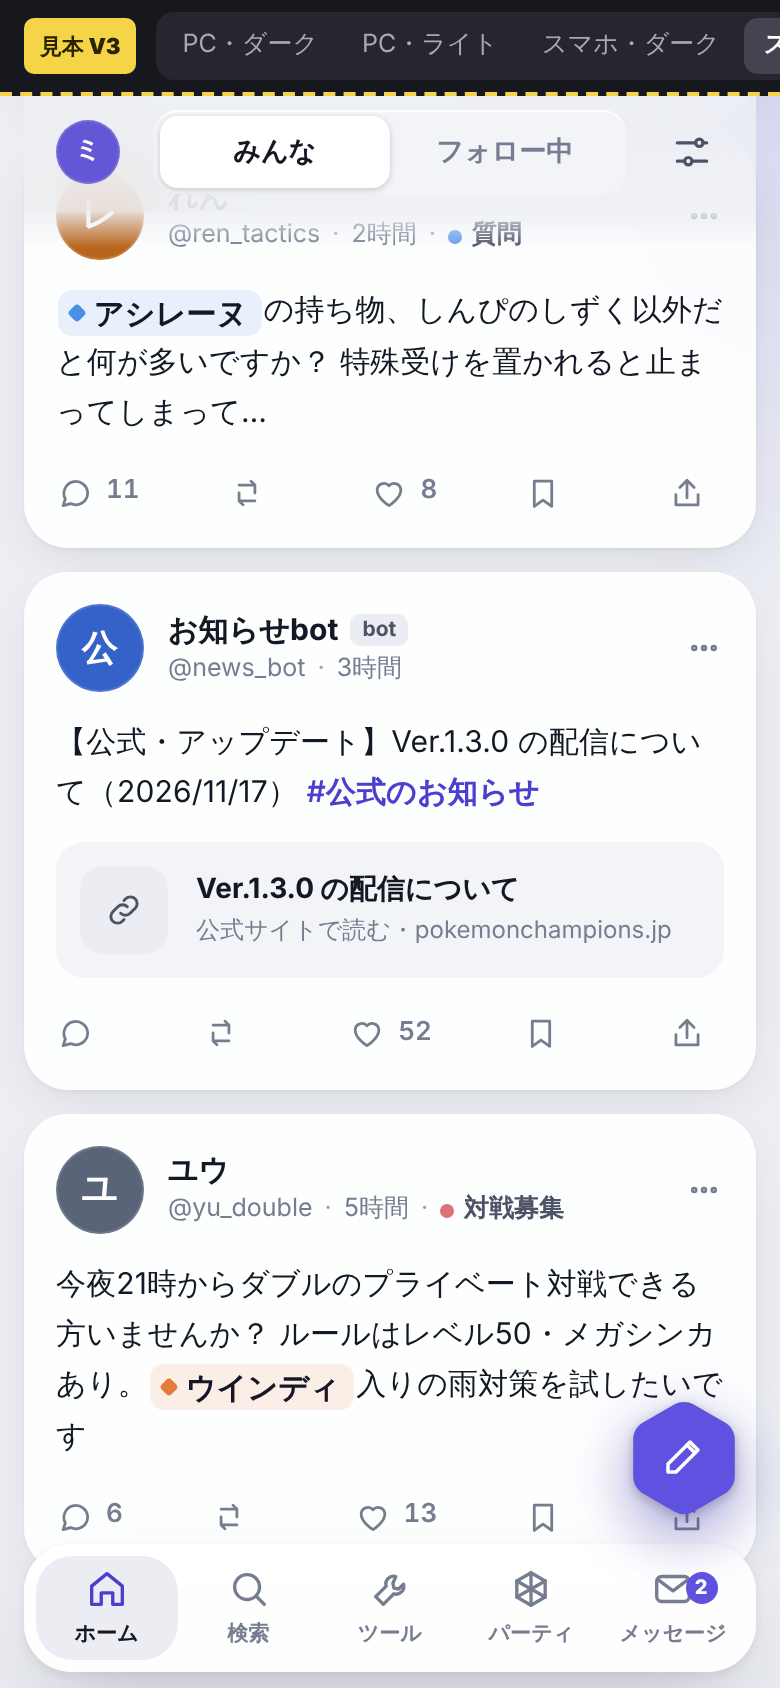 見本 V3
PC・ダーク
PC・ライト
スマホ・ダーク
ミ
みんな
フォロー中
レ
れん
@ren_tactics · 2時間 · 質問
アシレーヌの持ち物、しんぴのしずく以外だ
と何が多いですか？ 特殊受けを置かれると止ま
ってしまって…
11
8
公
お知らせbot bot
@news_bot · 3時間
【公式・アップデート】Ver.1.3.0 の配信につい
て（2026/11/17） #公式のお知らせ
Ver.1.3.0 の配信について
公式サイトで読む・pokemonchampions.jp
52
ユ
ユウ
@yu_double · 5時間 · 対戦募集
今夜21時からダブルのプライベート対戦できる
方いませんか？ ルールはレベル50・メガシンカ
あり。ウインディ入りの雨対策を試したいで
す
6
13
2
ホーム
検索
ツール
パーティ
メッセージ